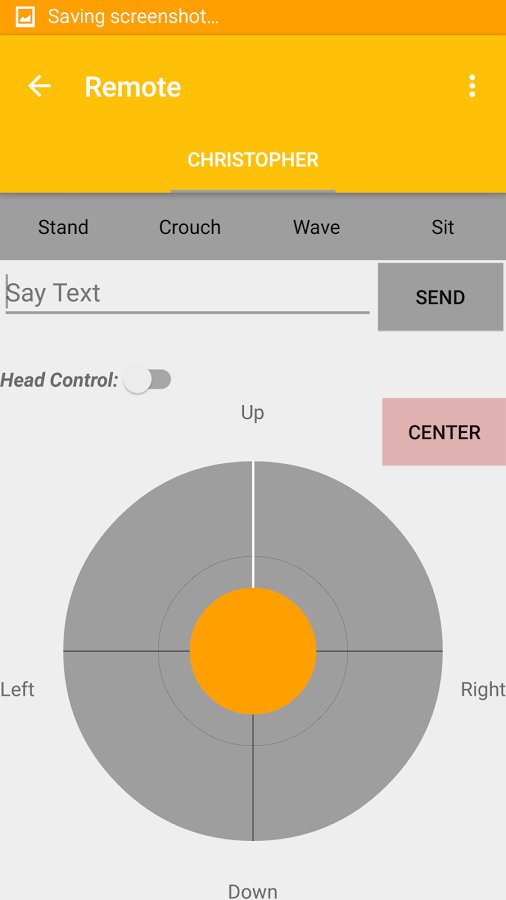 Saving screenshot...
Remote
CHRISTOPHER
Stand Crouch Wave Sit
Say Text SEND
Head Control:
Up
CENTER
Left Right
Down